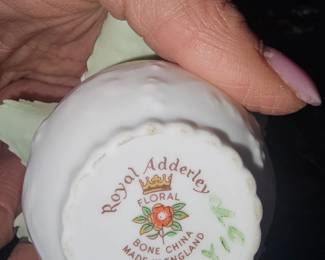 Royal Adderley
FLORAL
BONE CHINA
MADE IN ENGLAND